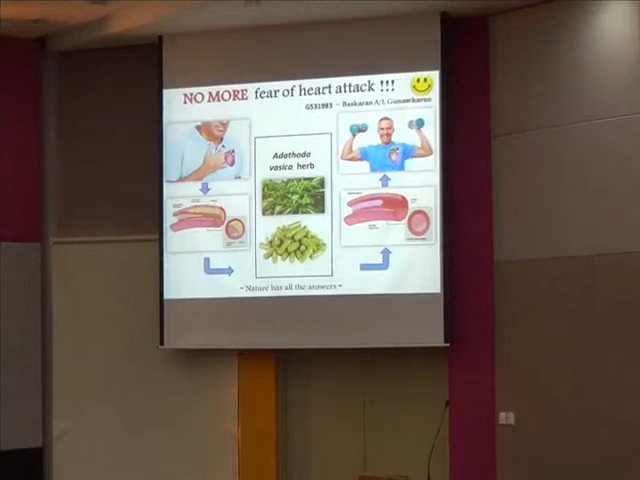 NO MORE fear of heart attack !!!
GS31983 ~ Baskaran A/L Gunasekaran
Adathoda
vasica herb
~ Nature has all the answers ~